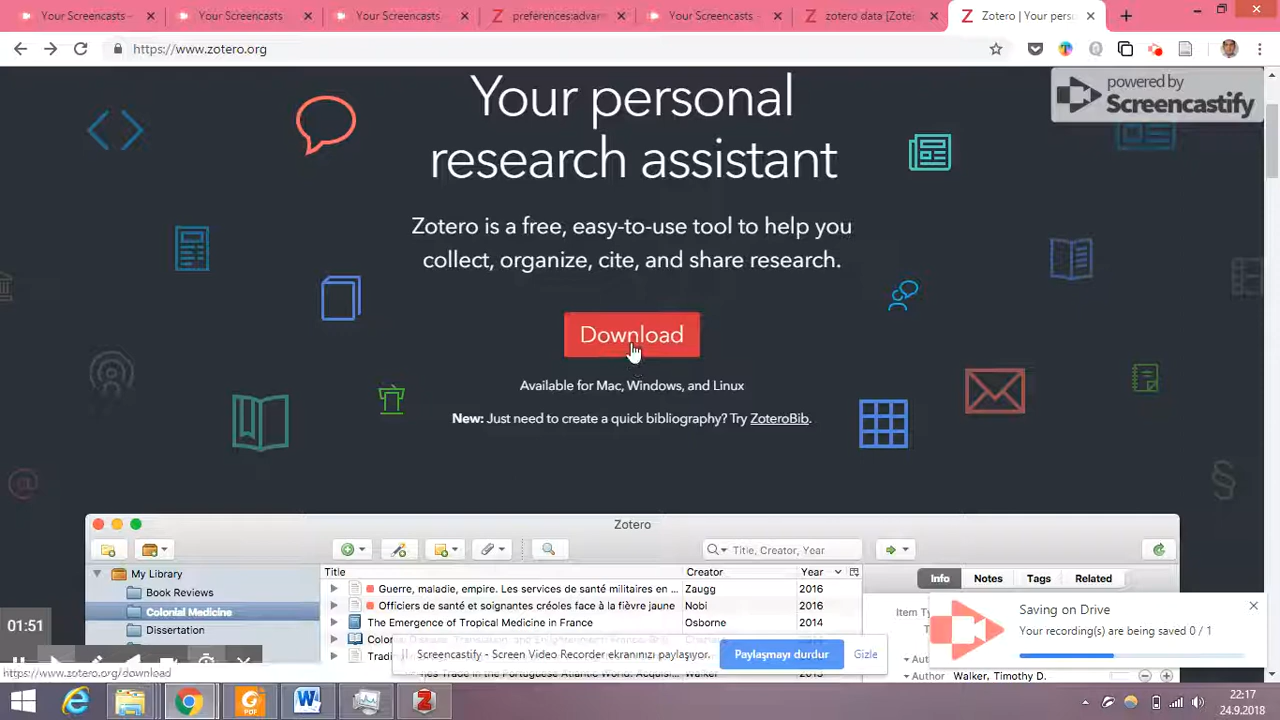 Your Screencasts -
Your Screencasts
Your Screencasts
preferences:advan
Your Screencasts -
zotero data [Zote
Zotero | Your pers
https://www.zotero.org
powered by
Screencastify
Your personal
research assistant
Zotero is a free, easy-to-use tool to help you
collect, organize, cite, and share research.
Download
Available for Mac, Windows, and Linux
New: Just need to create a quick bibliography? Try ZoteroBib.
Zotero
Title, Creator, Year
My Library
Book Reviews
Colonial Medicine
Dissertation
Title Creator Year
Guerre, maladie, empire. Les services de santé militaires en ... Zaugg 2016
Officiers de santé et soignantes créoles face à la fièvre jaune Nobi 2016
The Emergence of Tropical Medicine in France Osborne 2014
Info Notes Tags Related
Item Ty
Author Walker, Timothy D.
Saving on Drive
Your recording(s) are being saved 0 / 1
01:51
Screencastify - Screen Video Recorder ekranınızı paylaşıyor.
Paylaşmayı durdur
Gizle
https://www.zotero.org/download
22:17
24.9.2018